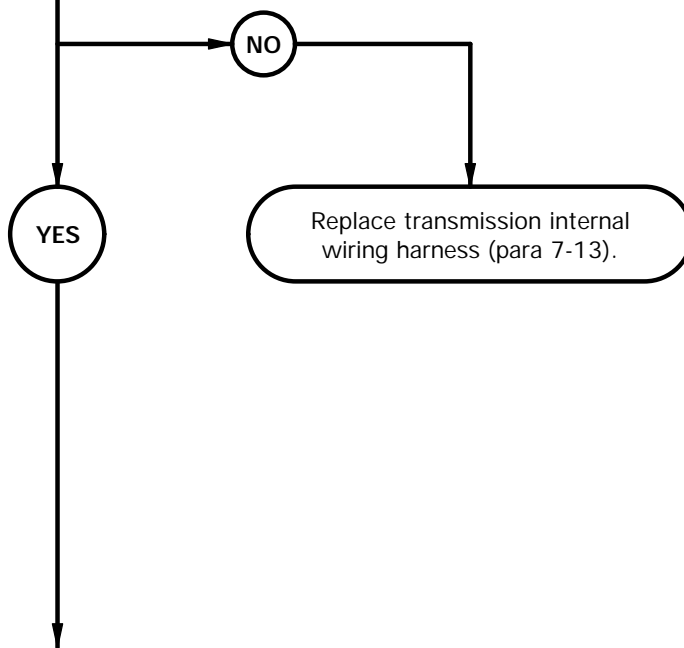 NO
YES
Replace transmission internal
wiring harness (para 7-13).